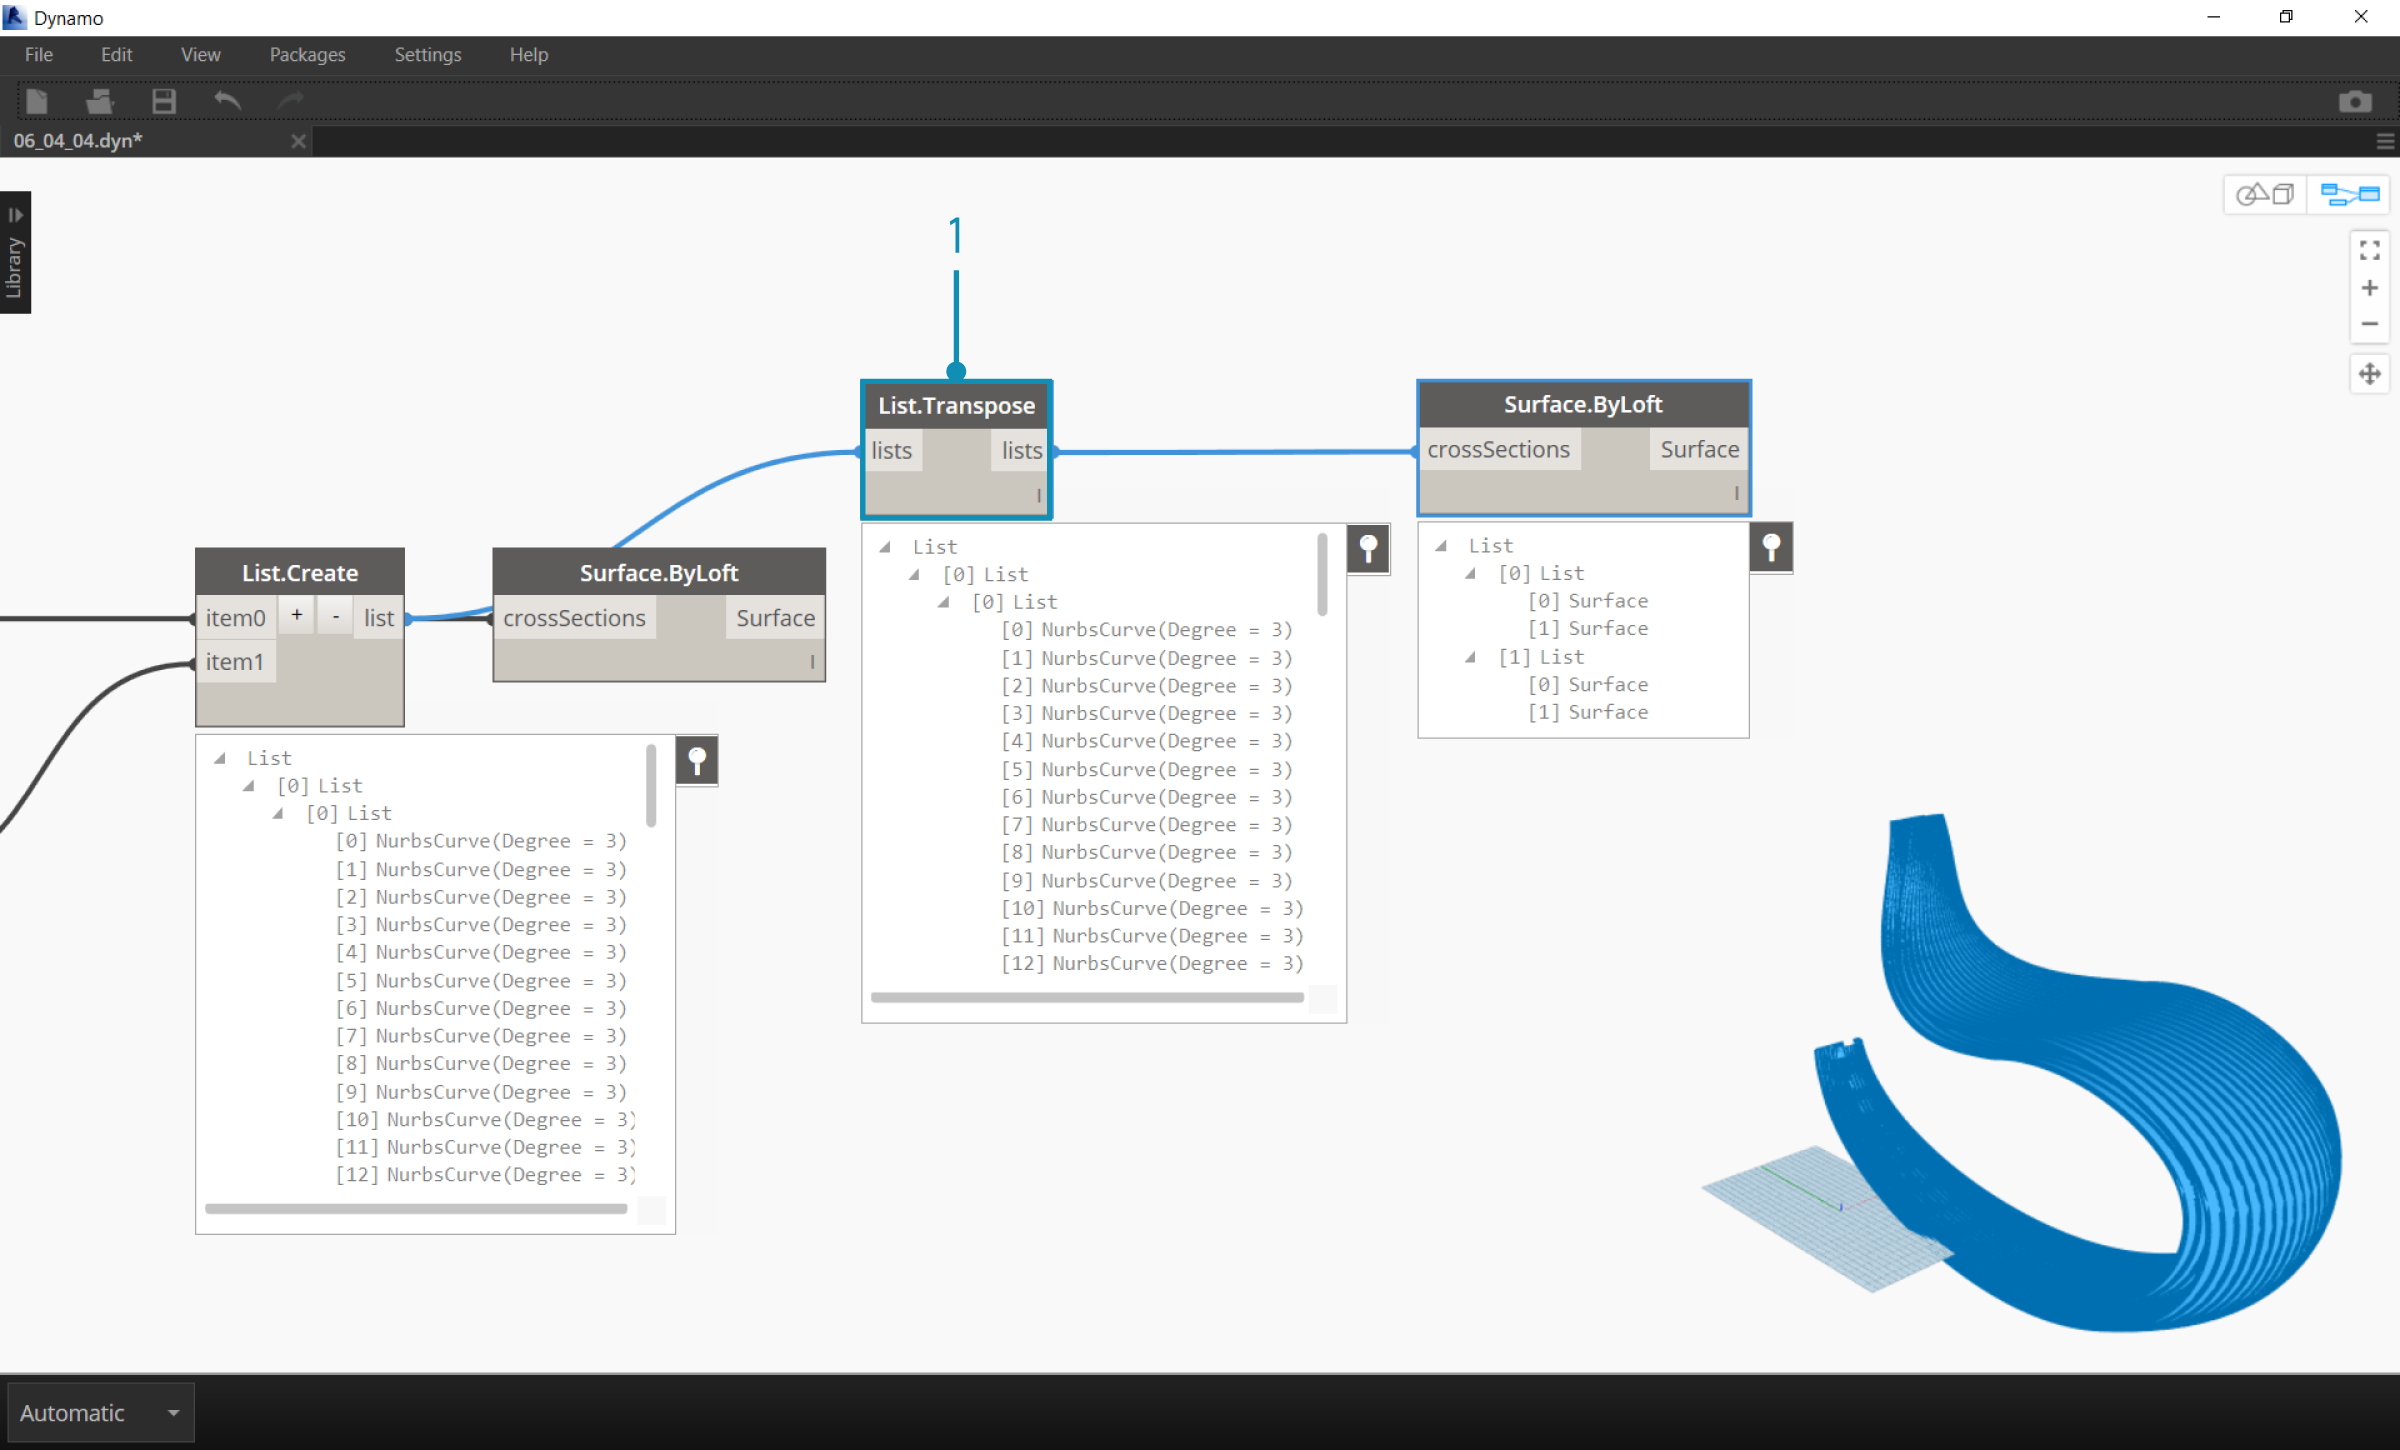 Dynamo
File Edit View Packages Settings Help
06_04_04.dyn*
Library
1
List.Transpose
lists lists
l
Surface.ByLoft
crossSections Surface
l
List.Create
item0 + - list
item1
Surface.ByLoft
crossSections Surface
l
List
[0] List
[0] List
[0] NurbsCurve(Degree = 3)
[1] NurbsCurve(Degree = 3)
[2] NurbsCurve(Degree = 3)
[3] NurbsCurve(Degree = 3)
[4] NurbsCurve(Degree = 3)
[5] NurbsCurve(Degree = 3)
[6] NurbsCurve(Degree = 3)
[7] NurbsCurve(Degree = 3)
[8] NurbsCurve(Degree = 3)
[9] NurbsCurve(Degree = 3)
[10] NurbsCurve(Degree = 3)
[11] NurbsCurve(Degree = 3)
[12] NurbsCurve(Degree = 3)
List
[0] List
[0] Surface
[1] Surface
[1] List
[0] Surface
[1] Surface
List
[0] List
[0] List
[0] NurbsCurve(Degree = 3)
[1] NurbsCurve(Degree = 3)
[2] NurbsCurve(Degree = 3)
[3] NurbsCurve(Degree = 3)
[4] NurbsCurve(Degree = 3)
[5] NurbsCurve(Degree = 3)
[6] NurbsCurve(Degree = 3)
[7] NurbsCurve(Degree = 3)
[8] NurbsCurve(Degree = 3)
[9] NurbsCurve(Degree = 3)
[10] NurbsCurve(Degree = 3)
[11] NurbsCurve(Degree = 3)
[12] NurbsCurve(Degree = 3)
Automatic